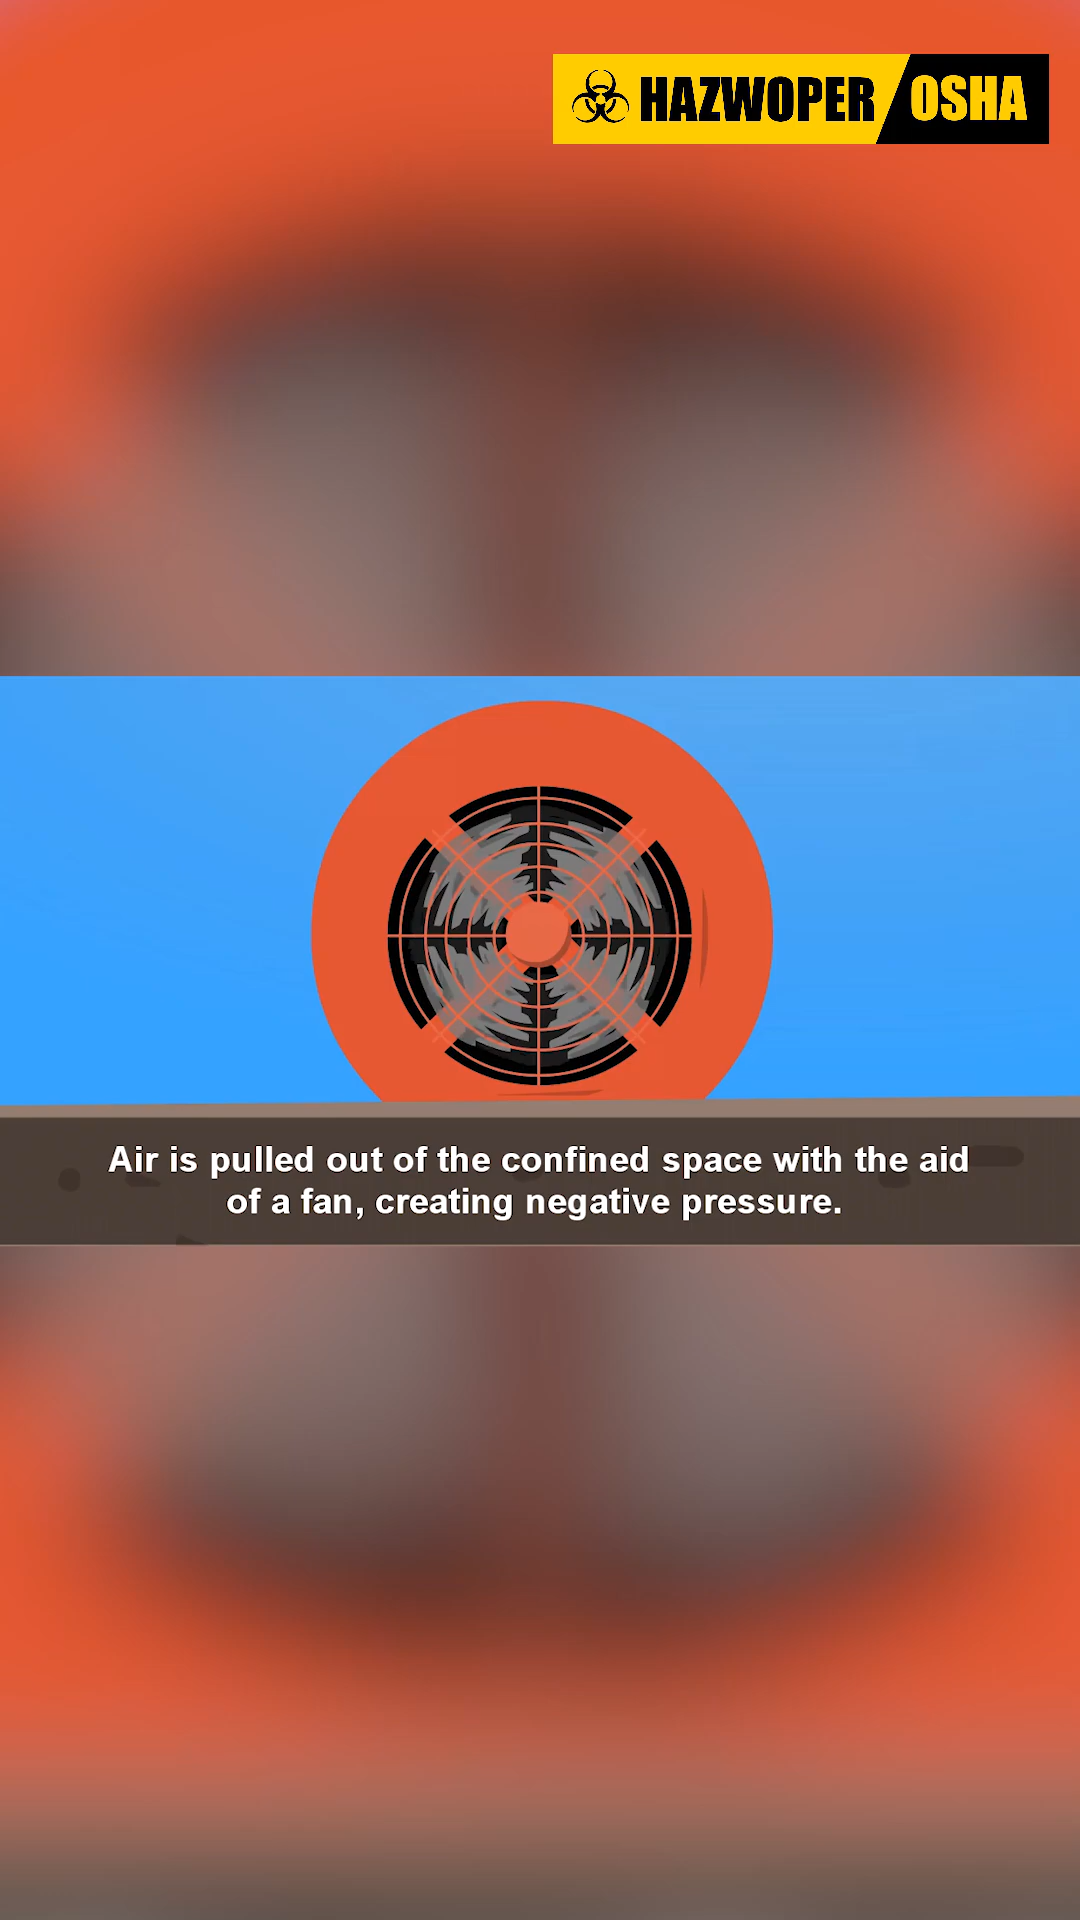 HAZWOPER OSHA
Air is pulled out of the confined space with the aid
of a fan, creating negative pressure.